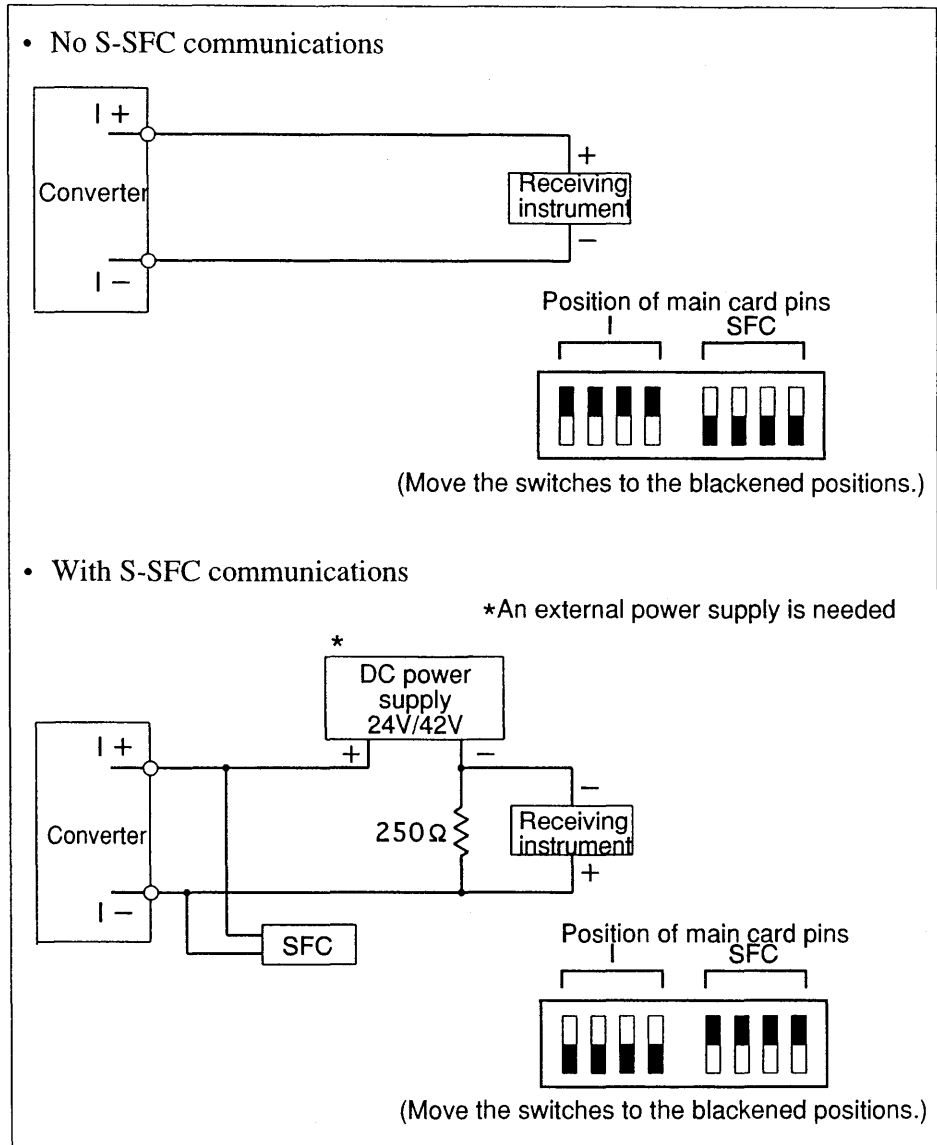 • No S-SFC communications
I +
Converter
I −
+
Receiving
instrument
−
Position of main card pins
I SFC
(Move the switches to the blackened positions.)
• With S-SFC communications
*An external power supply is needed
*
DC power
supply
24V/42V
+ −
I +
Converter
I −
250Ω
−
Receiving
instrument
+
SFC
Position of main card pins
I SFC
(Move the switches to the blackened positions.)